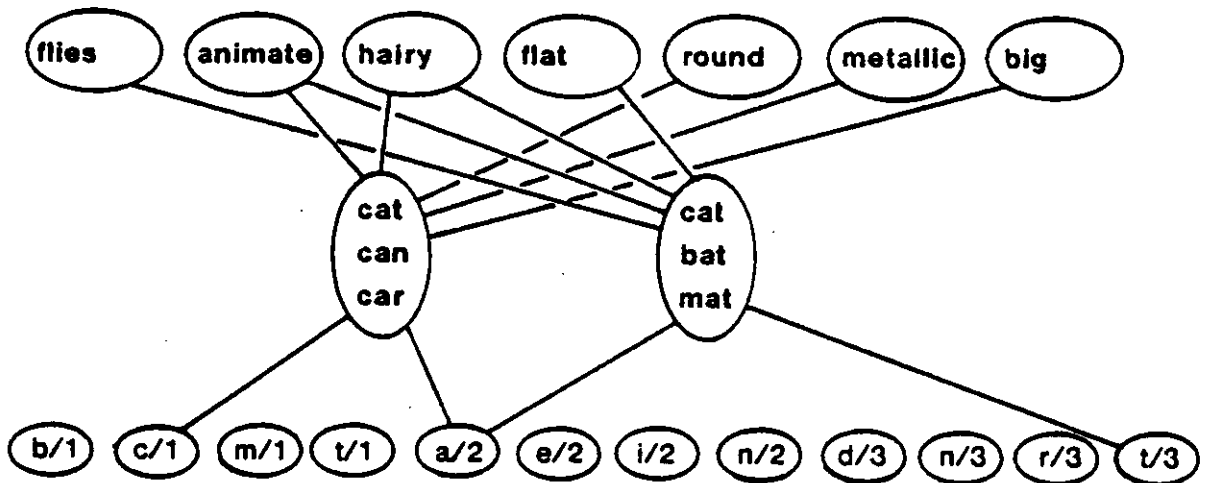 flies animate hairy flat round metallic big
cat cat
can bat
car mat
b/1 c/1 m/1 t/1 a/2 e/2 i/2 n/2 d/3 n/3 r/3 t/3